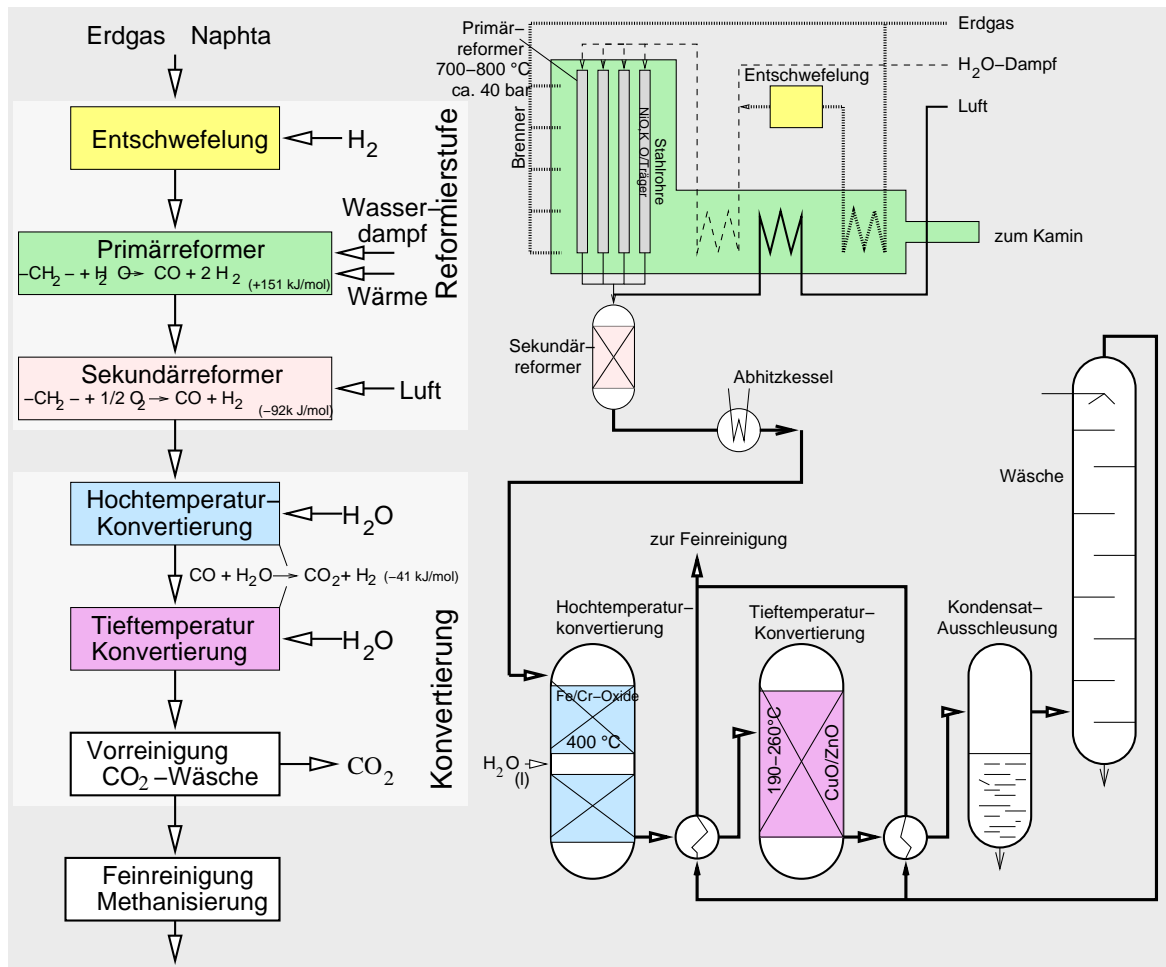 Erdgas Naphta
Entschwefelung
H2
Reformierstufe
Wasser–
dampf
Primärreformer
–CH2 – + H2 O → CO + 2 H2
(+151 kJ/mol)
Wärme
Sekundärreformer
–CH2 – + 1/2 O2 → CO + H2
(–92k J/mol)
Luft
Hochtemperatur–
Konvertierung
H2O
CO + H2O → CO2 + H2 (–41 kJ/mol)
Tieftemperatur
Konvertierung
H2O
Konvertierung
Vorreinigung
CO2 –Wäsche
CO2
Feinreinigung
Methanisierung
Primär–
reformer
700–800 °C
ca. 40 bar
Brenner
NiO,K O/Träger
Stahlrohre
Entschwefelung
Erdgas
H2O–Dampf
Luft
zum Kamin
Sekundär–
reformer
Abhitzkessel
Wäsche
zur Feinreinigung
Hochtemperatur–
konvertierung
Tieftemperatur–
Konvertierung
Kondensat–
Ausschleusung
Fe/Cr–Oxide
400 °C
H2O
(l)
190–260°C
CuO/ZnO